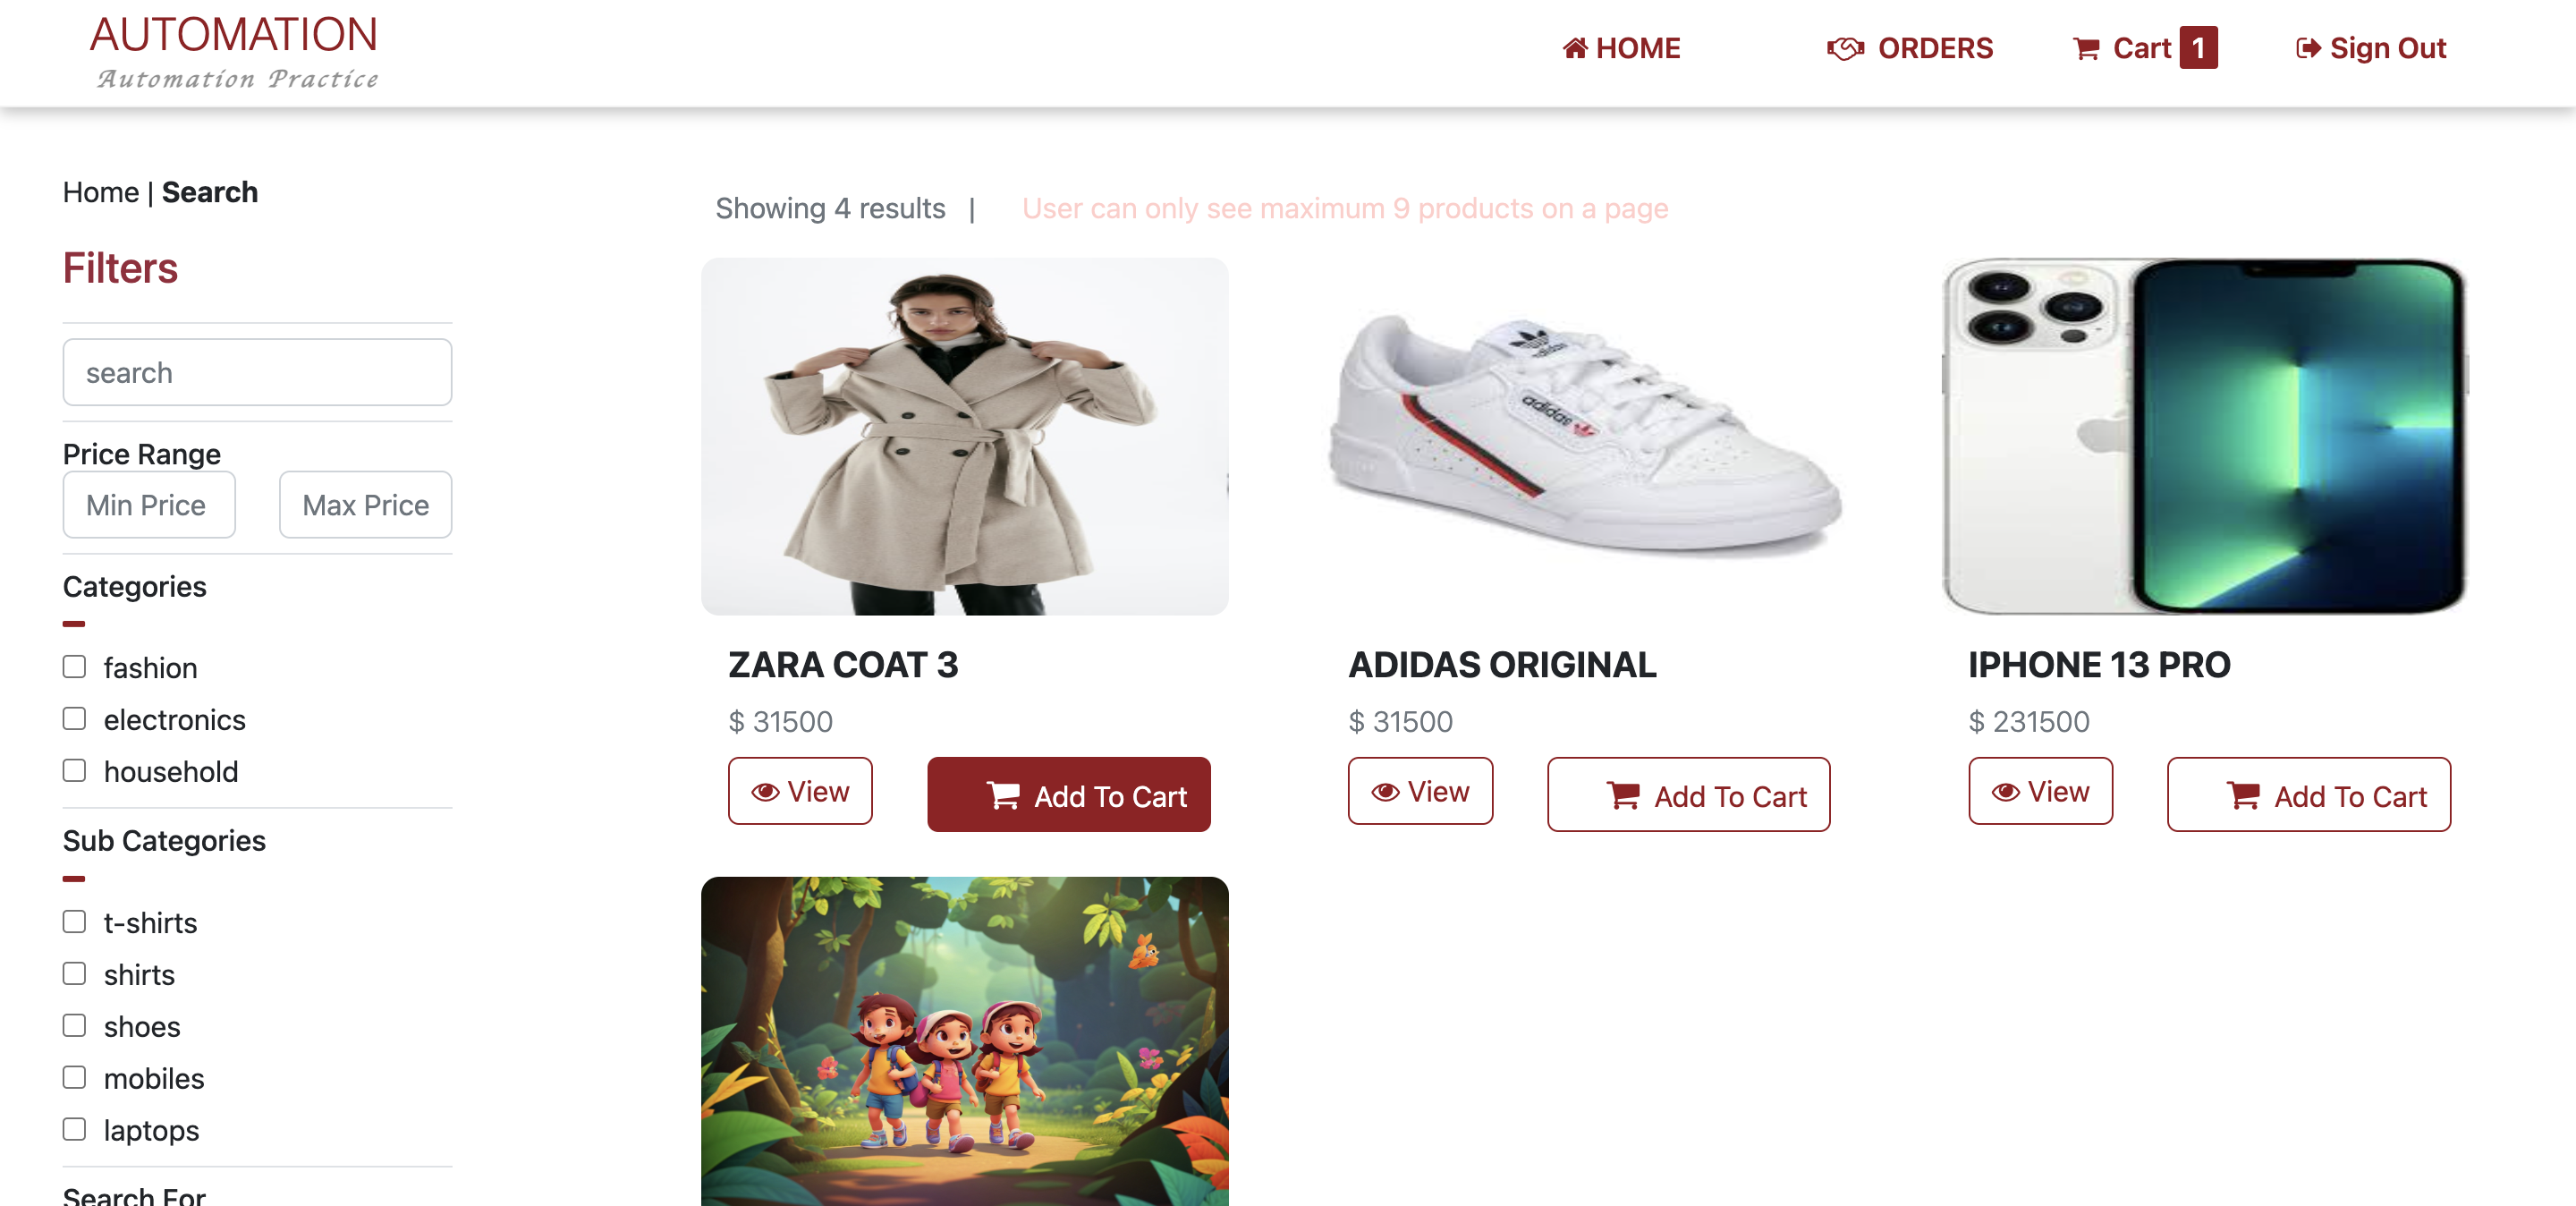 AUTOMATION
Automation Practice
HOME
ORDERS
Cart 1
Sign Out
Home | Search
Showing 4 results |
User can only see maximum 9 products on a page
Filters
search
Price Range
Min Price
Max Price
Categories
fashion
electronics
household
Sub Categories
t-shirts
shirts
shoes
mobiles
laptops
Search For
adidas
adidas
ZARA COAT 3
$ 31500
View
Add To Cart
ADIDAS ORIGINAL
$ 31500
View
Add To Cart
IPHONE 13 PRO
$ 231500
View
Add To Cart